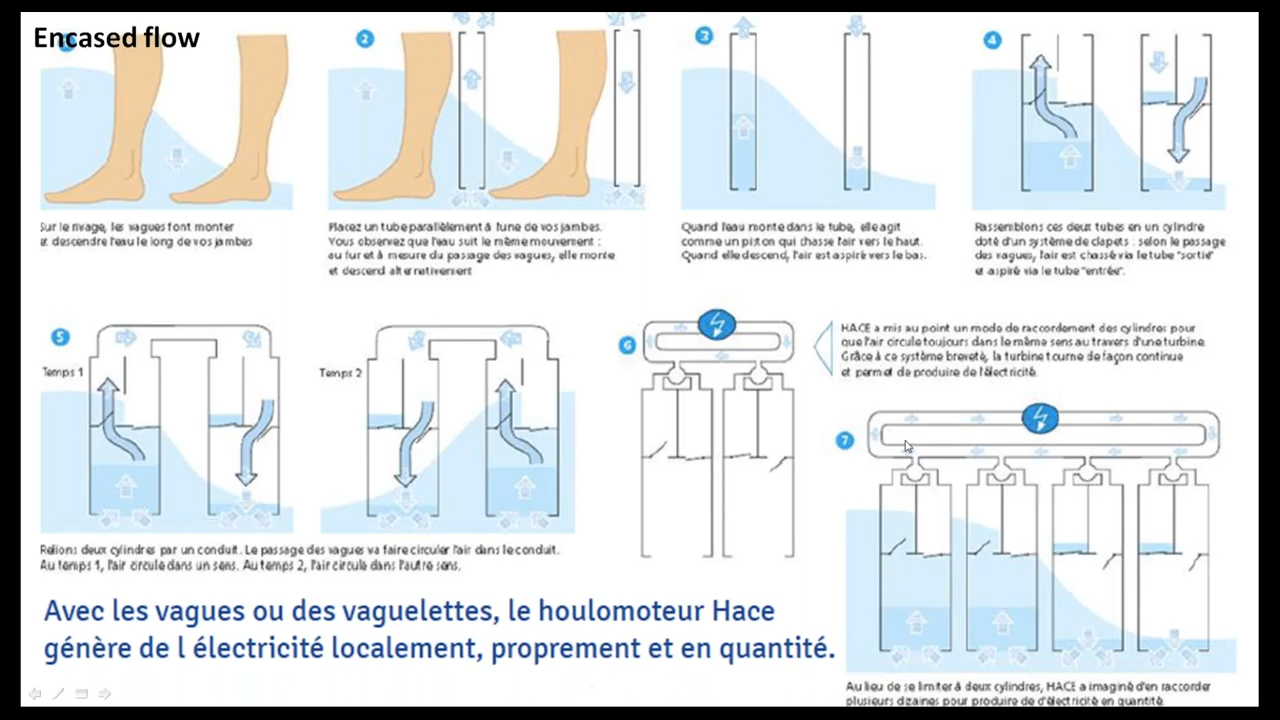 Encased flow
1
2
3
4
Sur le rivage, les vagues font monter
et descendre l'eau le long de vos jambes
Placez un tube parallèlement à l'une de vos jambes.
Vous observez que l'eau suit le même mouvement :
au fur et à mesure du passage des vagues, elle monte
et descend alternativement
Quand l'eau monte dans le tube, elle agit
comme un piston qui chasse l'air vers le haut.
Quand elle descend, l'air est aspiré vers le bas.
Rassemblons ces deux tubes en un cylindre
doté d'un système de clapets : selon le passage
des vagues, l'air est chassé via le tube "sortie"
et aspiré via le tube "entrée".
5
Temps 1
Temps 2
Relions deux cylindres par un conduit. Le passage des vagues va faire circuler l'air dans le conduit.
Au temps 1, l'air circule dans un sens. Au temps 2, l'air circule dans l'autre sens.
6
HACE a mis au point un mode de raccordement des cylindres pour
que l'air circule toujours dans le même sens au travers d'une turbine.
Grâce à ce système breveté, la turbine tourne de façon continue
et permet de produire de l'électricité.
7
Au lieu de se limiter à deux cylindres, HACE a imaginé d'en raccorder
plusieurs dizaines pour produire de d'électricité en quantité.
Avec les vagues ou des vaguelettes, le houlomoteur Hace
génère de l électricité localement, proprement et en quantité.